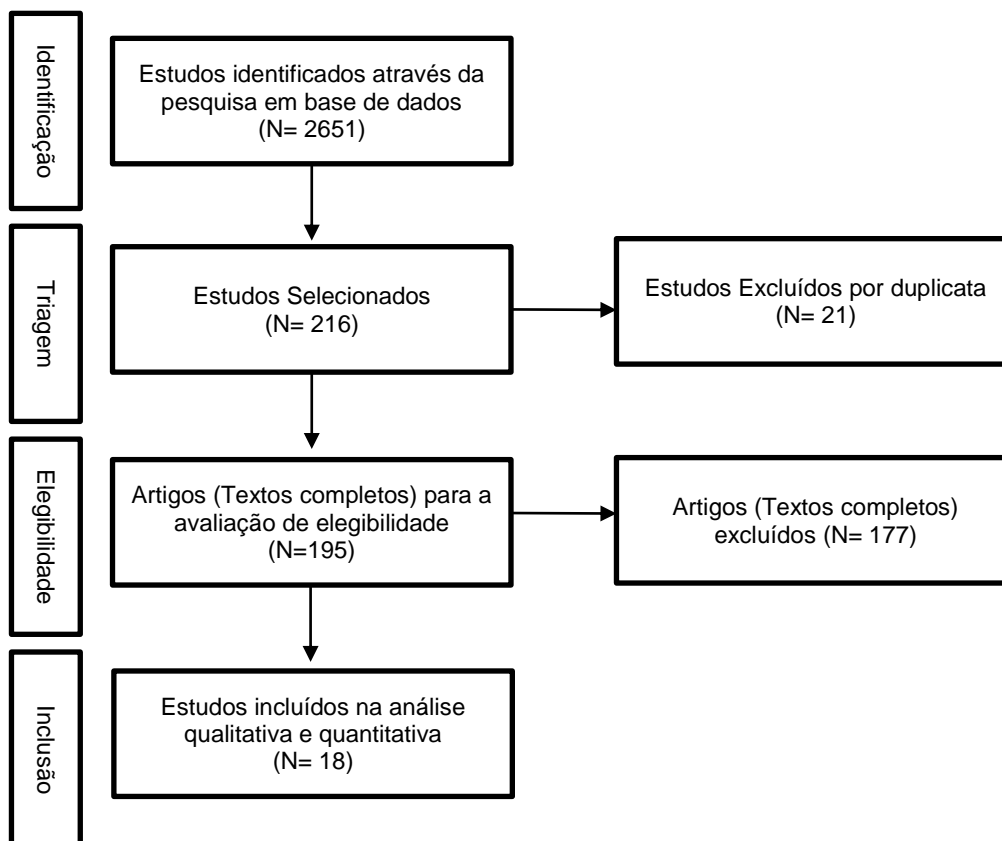 Identificação
Estudos identificados através da
pesquisa em base de dados
(N= 2651)
Triagem
Estudos Selecionados
(N= 216)
Estudos Excluídos por duplicata
(N= 21)
Elegibilidade
Artigos (Textos completos) para a
avaliação de elegibilidade
(N=195)
Artigos (Textos completos)
excluídos (N= 177)
Inclusão
Estudos incluídos na análise
qualitativa e quantitativa
(N= 18)